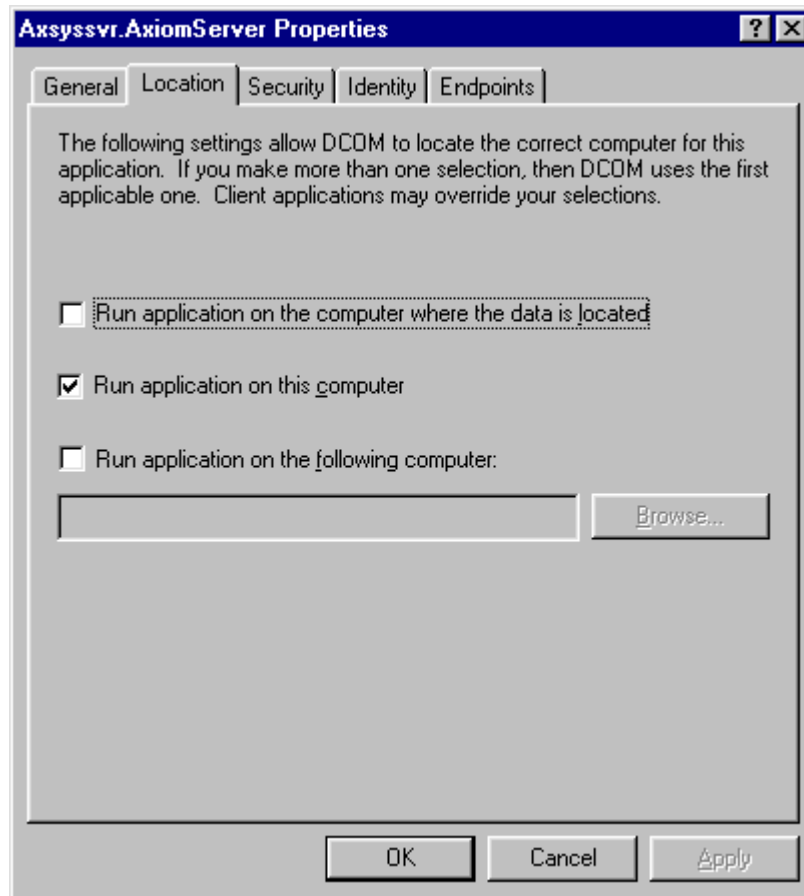 Axsyssvr.AxiomServer Properties
General Location Security Identity Endpoints
The following settings allow DCOM to locate the correct computer for this
application.  If you make more than one selection, then DCOM uses the first
applicable one.  Client applications may override your selections.
Run application on the computer where the data is located
Run application on this computer
Run application on the following computer:
Browse...
OK Cancel Apply